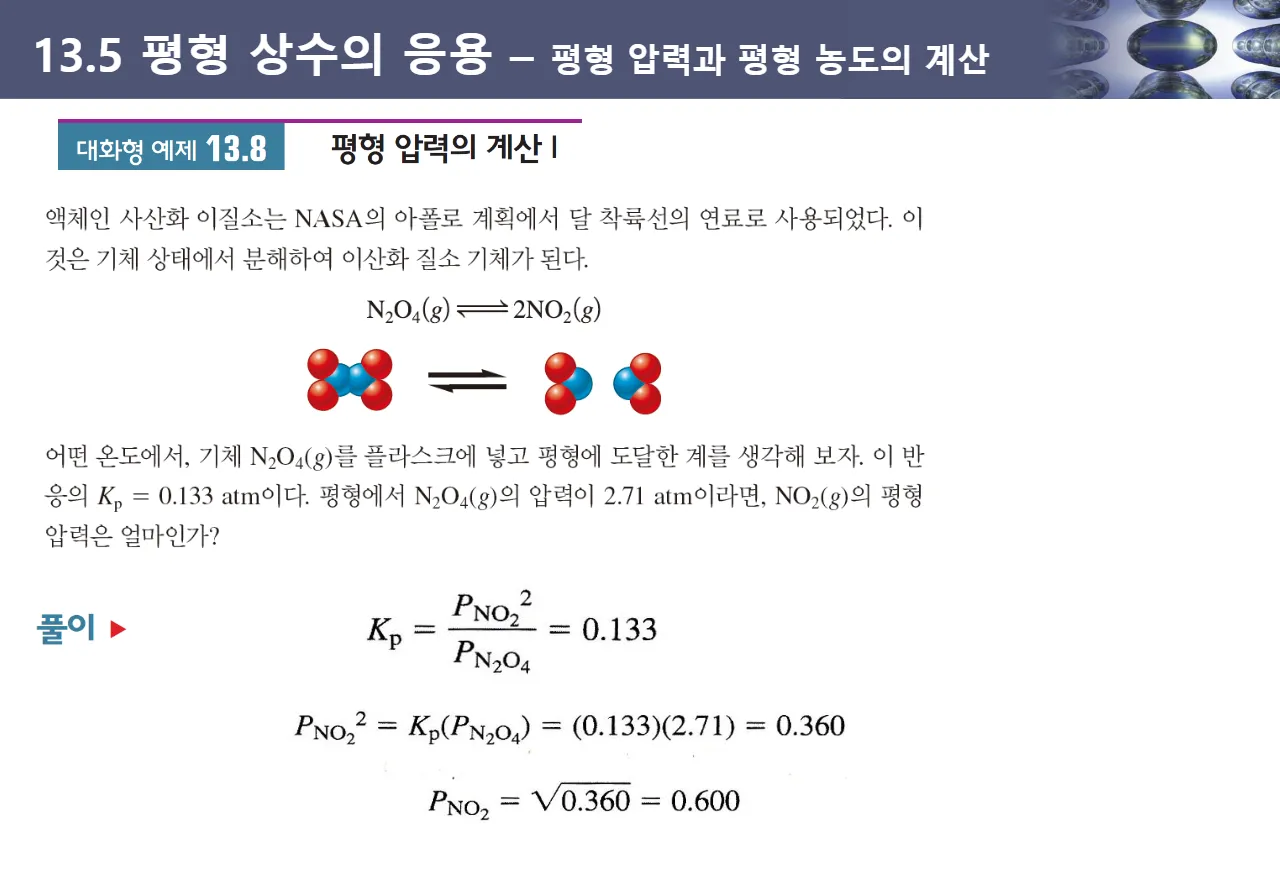 13.5 평형 상수의 응용 – 평형 압력과 평형 농도의 계산
대화형 예제 13.8 평형 압력의 계산 I
액체인 사산화 이질소는 NASA의 아폴로 계획에서 달 착륙선의 연료로 사용되었다. 이
것은 기체 상태에서 분해하여 이산화 질소 기체가 된다.
N₂O₄(g) ⇌ 2NO₂(g)
어떤 온도에서, 기체 N₂O₄(g)를 플라스크에 넣고 평형에 도달한 계를 생각해 보자. 이 반
응의 Kp = 0.133 atm이다. 평형에서 N₂O₄(g)의 압력이 2.71 atm이라면, NO₂(g)의 평형
압력은 얼마인가?
풀이 ▶ Kp = P_NO₂² / P_N₂O₄ = 0.133
P_NO₂² = Kp(P_N₂O₄) = (0.133)(2.71) = 0.360
P_NO₂ = √0.360 = 0.600